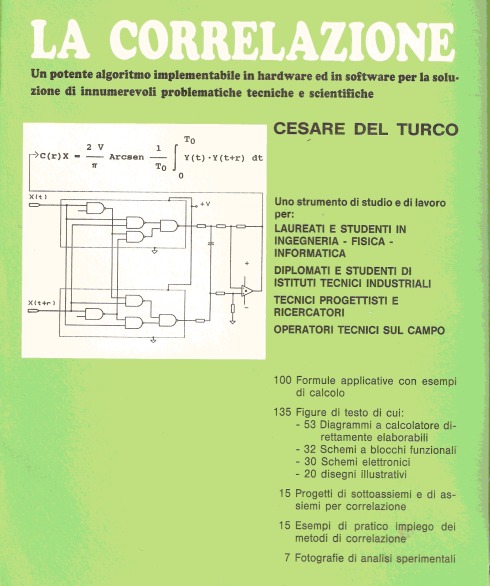 LA CORRELAZIONE
Un potente algoritmo implementabile in hardware ed in software per la solu-
zione di innumerevoli problematiche tecniche e scientifiche
CESARE DEL TURCO
C(r)X = 2 V / π Arcsen 1 / T0 ∫ T0 0 Y(t)·Y(t+r) dt
X(t)
+V
X(t+r)
+
-
Uno strumento di studio e di lavoro
per:
LAUREATI E STUDENTI IN
INGEGNERIA - FISICA -
INFORMATICA
DIPLOMATI E STUDENTI DI
ISTITUTI TECNICI INDUSTRIALI
TECNICI PROGETTISTI E
RICERCATORI
OPERATORI TECNICI SUL CAMPO
100 Formule applicative con esempi
di calcolo
135 Figure di testo di cui:
- 53 Diagrammi a calcolatore di-
rettamente elaborabili
- 32 Schemi a blocchi funzionali
- 30 Schemi elettronici
- 20 disegni illustrativi
15 Progetti di sottoassiemi e di as-
siemi per correlazione
15 Esempi di pratico impiego dei
metodi di correlazione
7 Fotografie di analisi sperimentali